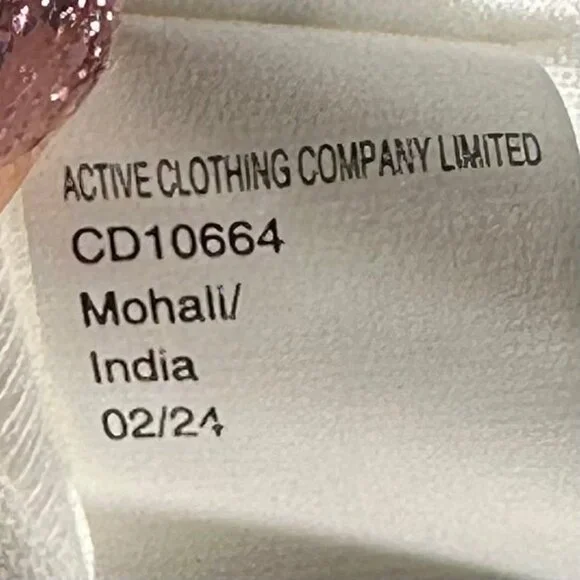 ACTIVE CLOTHING COMPANY LIMITED
CD10664
Mohali/
India
02/24